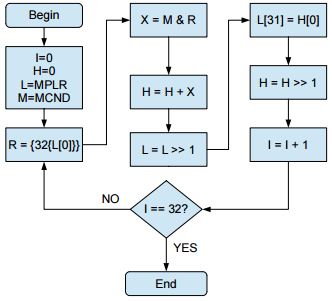 Begin
I=0
H=0
L=MPLR
M=MCND
R = {32{L[0]}}
X = M & R
H = H + X
L = L >> 1
L[31] = H[0]
H = H >> 1
I = I + 1
I == 32?
NO
YES
End